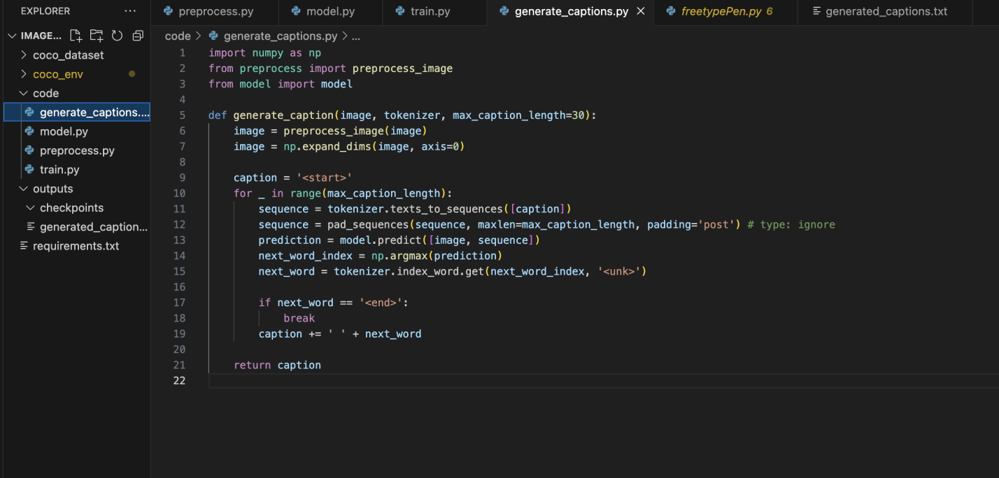 EXPLORER ...
IMAGE...
coco_dataset
coco_env
code
generate_captions....
model.py
preprocess.py
train.py
outputs
checkpoints
generated_caption...
requirements.txt
preprocess.py model.py train.py generate_captions.py freetypePen.py 6 generated_captions.txt
code > generate_captions.py > ...
1 import numpy as np
2 from preprocess import preprocess_image
3 from model import model
4
5 def generate_caption(image, tokenizer, max_caption_length=30):
6     image = preprocess_image(image)
7     image = np.expand_dims(image, axis=0)
8
9     caption = '<start>'
10     for _ in range(max_caption_length):
11         sequence = tokenizer.texts_to_sequences([caption])
12         sequence = pad_sequences(sequence, maxlen=max_caption_length, padding='post') # type: ignore
13         prediction = model.predict([image, sequence])
14         next_word_index = np.argmax(prediction)
15         next_word = tokenizer.index_word.get(next_word_index, '<unk>')
16
17         if next_word == '<end>':
18             break
19         caption += ' ' + next_word
20
21     return caption
22